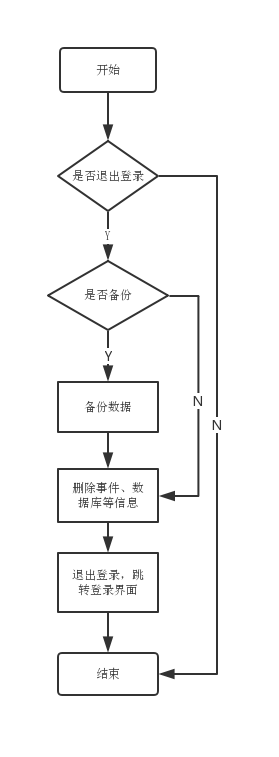 开始
是否退出登录
Y
是否备份
Y
N
N
备份数据
删除事件、数
据库等信息
退出登录，跳
转登录界面
结束